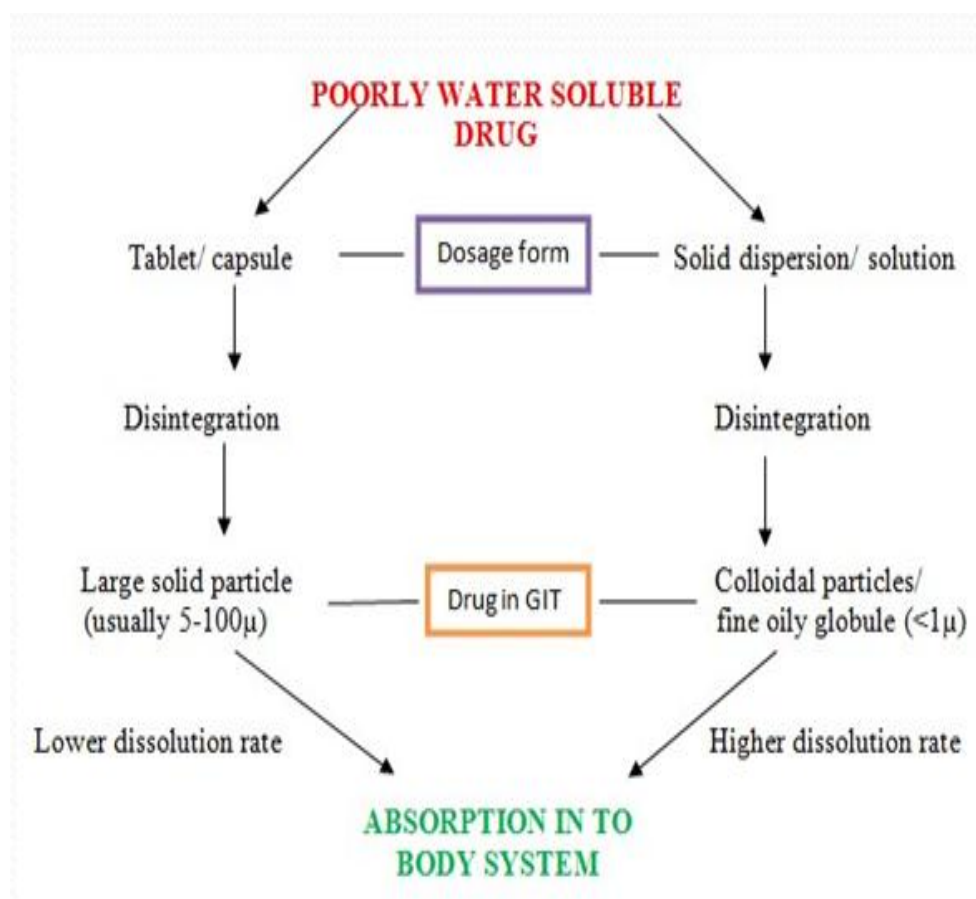 POORLY WATER SOLUBLE
DRUG
Tablet/ capsule
Dosage form
Solid dispersion/ solution
Disintegration
Disintegration
Large solid particle
(usually 5-100µ)
Drug in GIT
Colloidal particles/
fine oily globule (<1µ)
Lower dissolution rate
Higher dissolution rate
ABSORPTION IN TO
BODY SYSTEM